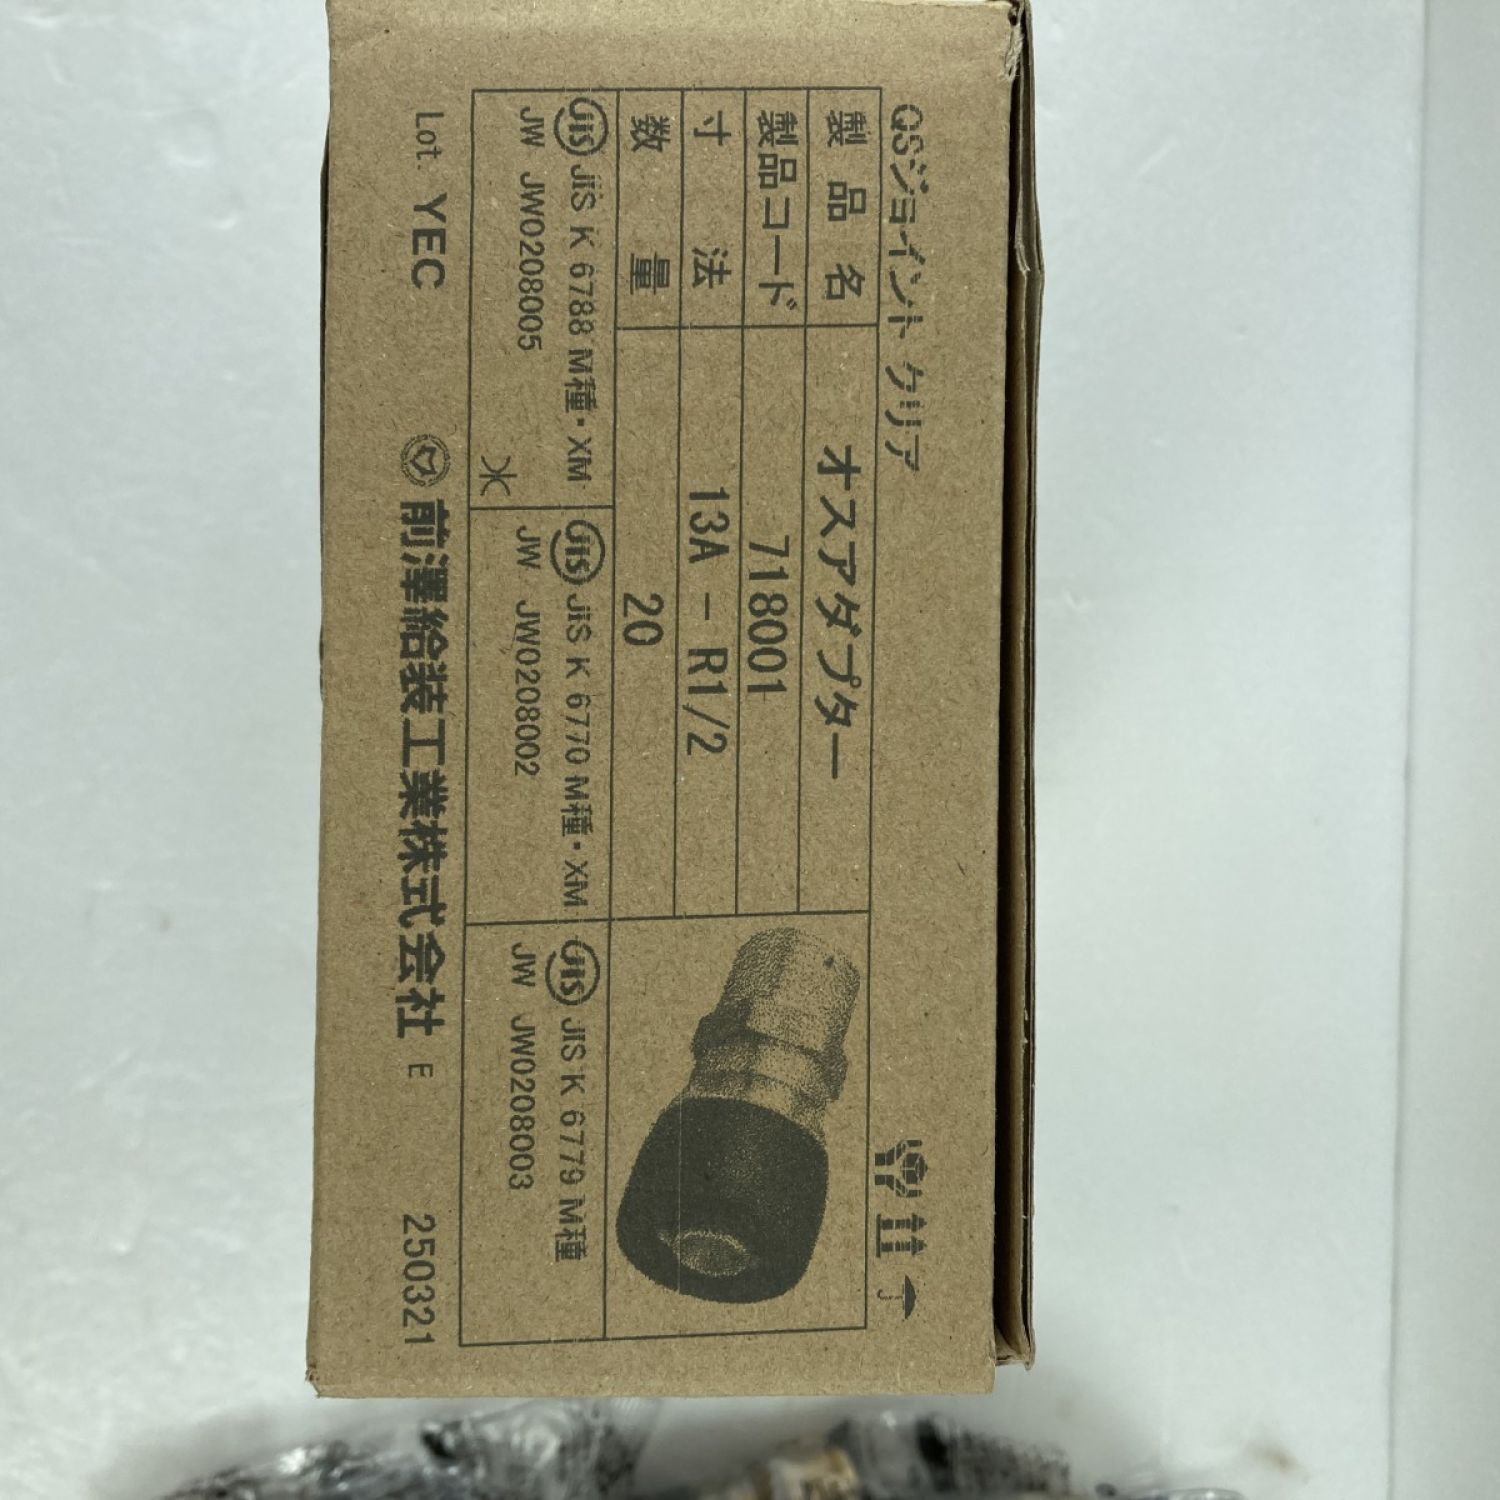 QSジョイント クリア
製品名 オスアダプター
製品コード 718001
寸法 13A - R1/2
数量 20
JIS JIS K 6788 M種・XM
JW JW0208005
JIS JIS K 6770 M種・XM
JW JW0208002
JIS JIS K 6779 M種
JW JW0208003
Lot. YEC 前澤給装工業株式会社 E 250321